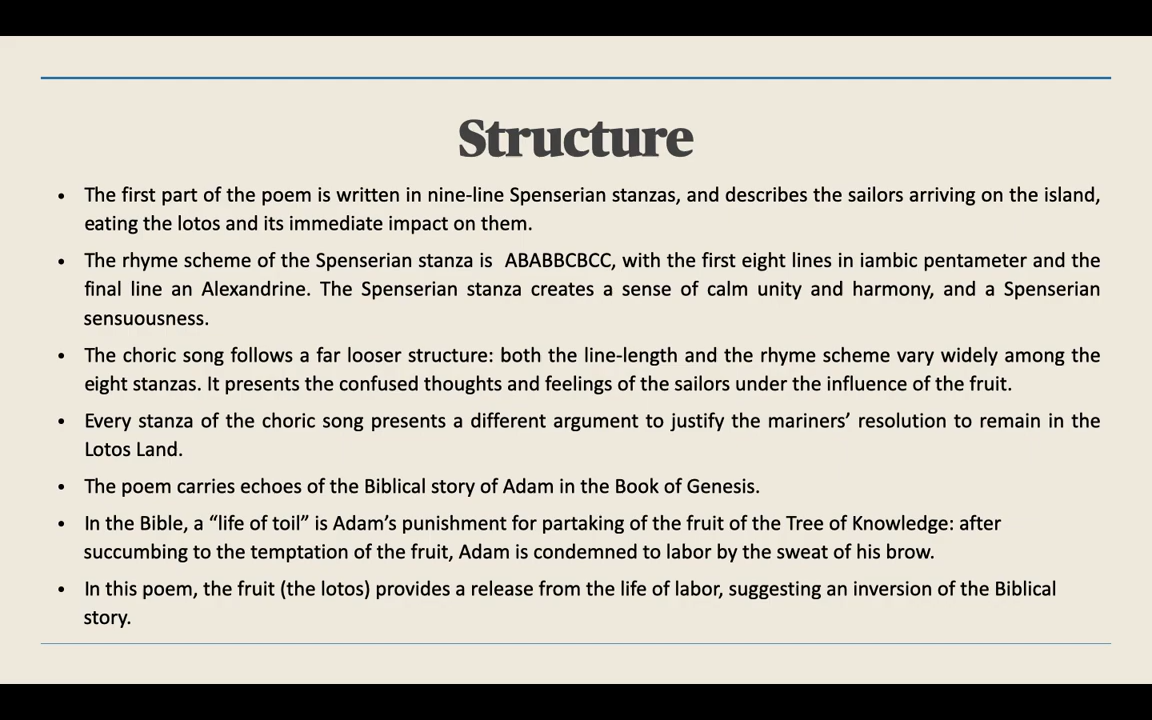 Structure
• The first part of the poem is written in nine-line Spenserian stanzas, and describes the sailors arriving on the island,
eating the lotos and its immediate impact on them.
• The rhyme scheme of the Spenserian stanza is  ABABBCBCC, with the first eight lines in iambic pentameter and the
final line an Alexandrine. The Spenserian stanza creates a sense of calm unity and harmony, and a Spenserian
sensuousness.
• The choric song follows a far looser structure: both the line-length and the rhyme scheme vary widely among the
eight stanzas. It presents the confused thoughts and feelings of the sailors under the influence of the fruit.
• Every stanza of the choric song presents a different argument to justify the mariners’ resolution to remain in the
Lotos Land.
• The poem carries echoes of the Biblical story of Adam in the Book of Genesis.
• In the Bible, a “life of toil” is Adam’s punishment for partaking of the fruit of the Tree of Knowledge: after
succumbing to the temptation of the fruit, Adam is condemned to labor by the sweat of his brow.
• In this poem, the fruit (the lotos) provides a release from the life of labor, suggesting an inversion of the Biblical
story.